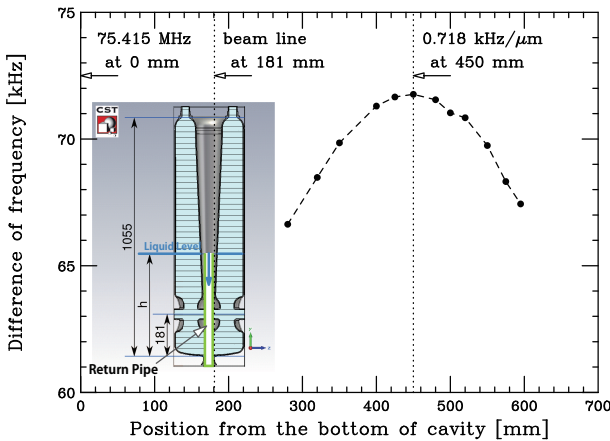 75.415 MHz
at 0 mm
beam line
at 181 mm
0.718 kHz/μm
at 450 mm
Difference of frequency [kHz]
75
70
65
60
CST
1055
Liquid Level
h
181
Return Pipe
r
z
0 100 200 300 400 500 600 700
Position from the bottom of cavity [mm]